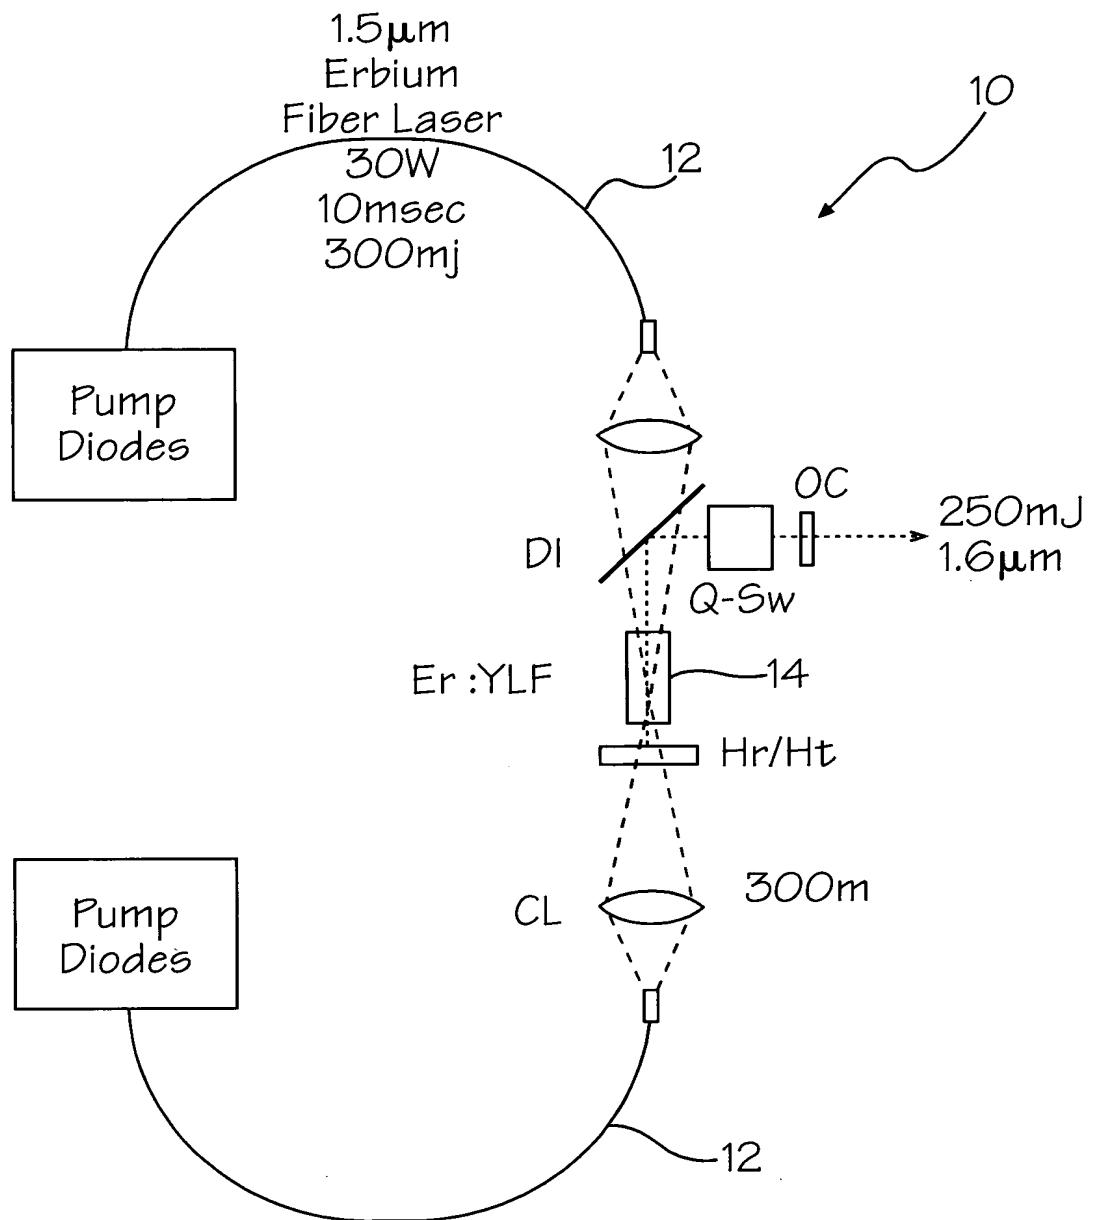 1.5μm
Erbium
Fiber Laser
30W
10msec
300mj
10
12
Pump
Diodes
OC
250mJ
1.6μm
DI
Q-Sw
Er :YLF
14
Hr/Ht
Pump
Diodes
CL
300m
12